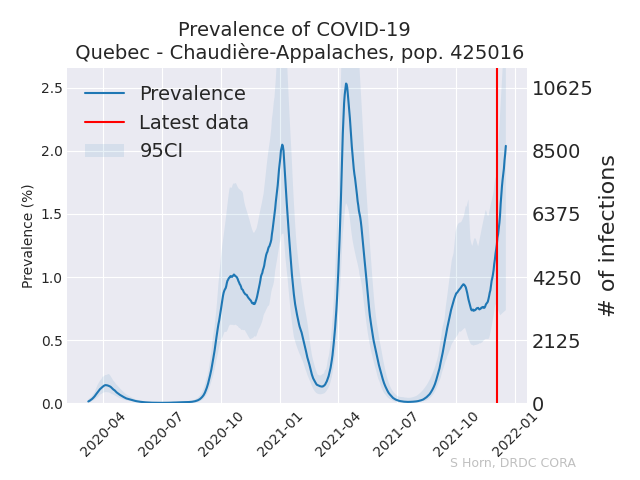 Prevalence of COVID-19
Quebec - Chaudière-Appalaches, pop. 425016
Prevalence
Latest data
95CI
Prevalence (%)
2.5
2.0
1.5
1.0
0.5
0.0
10625
8500
6375
4250
2125
0
# of infections
2020-04
2020-07
2020-10
2021-01
2021-04
2021-07
2021-10
2022-01
S Horn, DRDC CORA